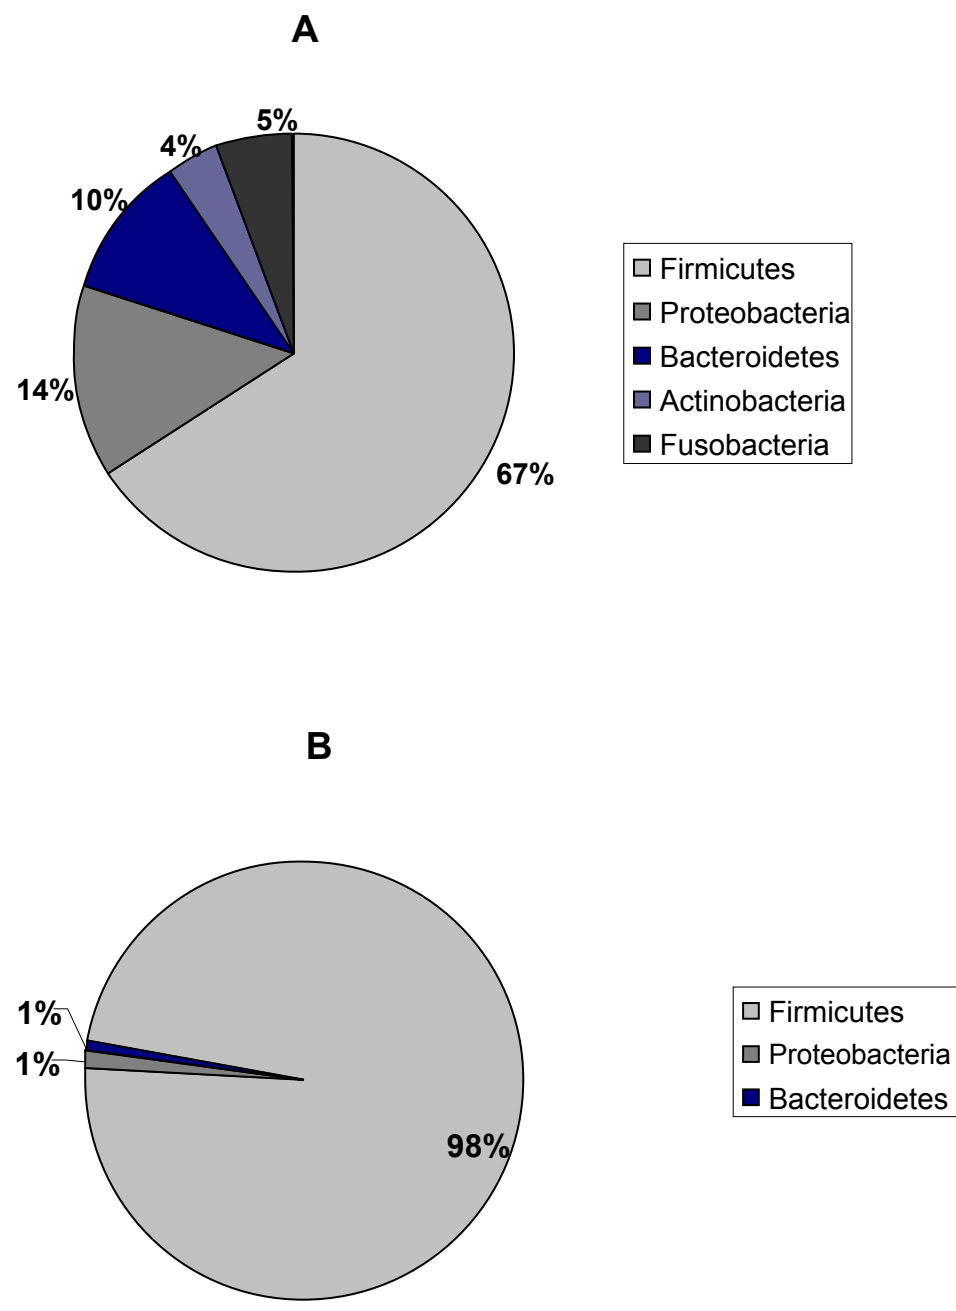 A
5%
4%
10%
14%
67%
Firmicutes
Proteobacteria
Bacteroidetes
Actinobacteria
Fusobacteria
B
1%
1%
98%
Firmicutes
Proteobacteria
Bacteroidetes